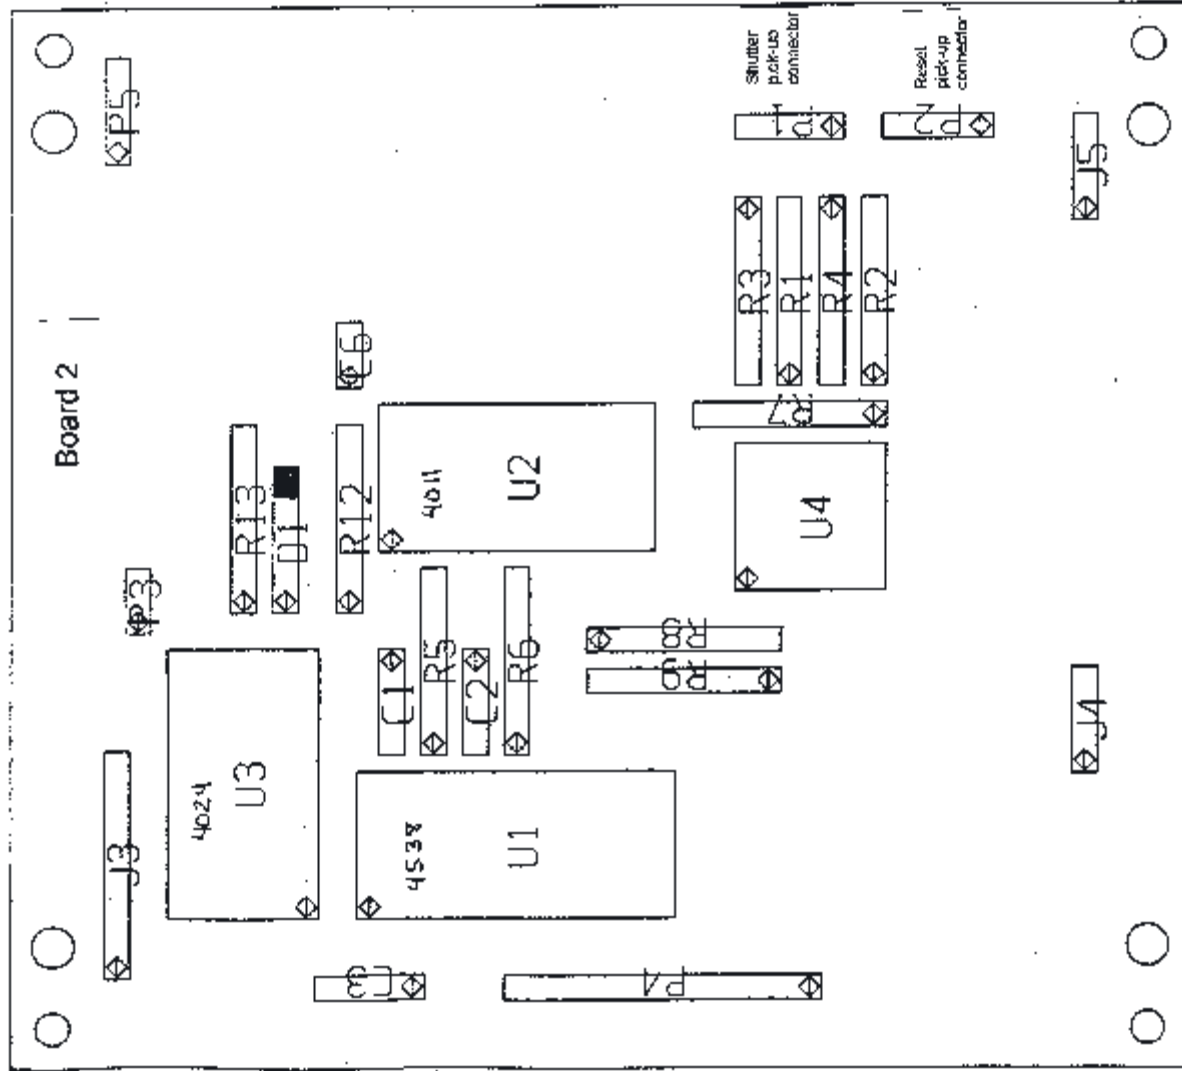 Board 2
P5
Shutter
pick-up
connector
Reset
pick-up
connector
P1
P2
J5
R3
R1
R4
R2
C6
R7
R13
D1
R12
4011
U2
U4
P3
R5
R6
R8
R9
C1
C2
4024
U3
J4
J3
4538
U1
C3
P4